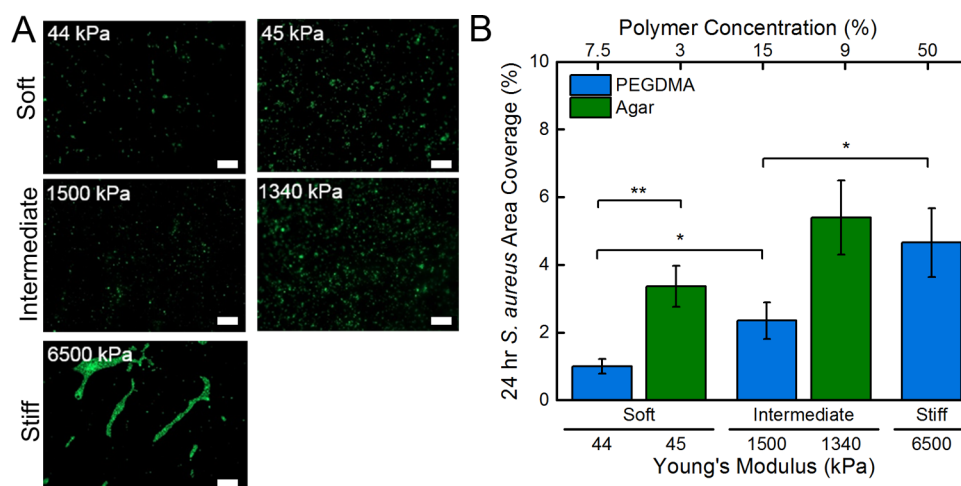 A
44 kPa
45 kPa
Soft
1500 kPa
1340 kPa
Intermediate
6500 kPa
Stiff
B
Polymer Concentration (%)
7.5 3 15 9 50
10
8
6
4
2
0
24 hr S. aureus Area Coverage (%)
PEGDMA
Agar
**
*
*
Soft Intermediate Stiff
44 45 1500 1340 6500
Young's Modulus (kPa)